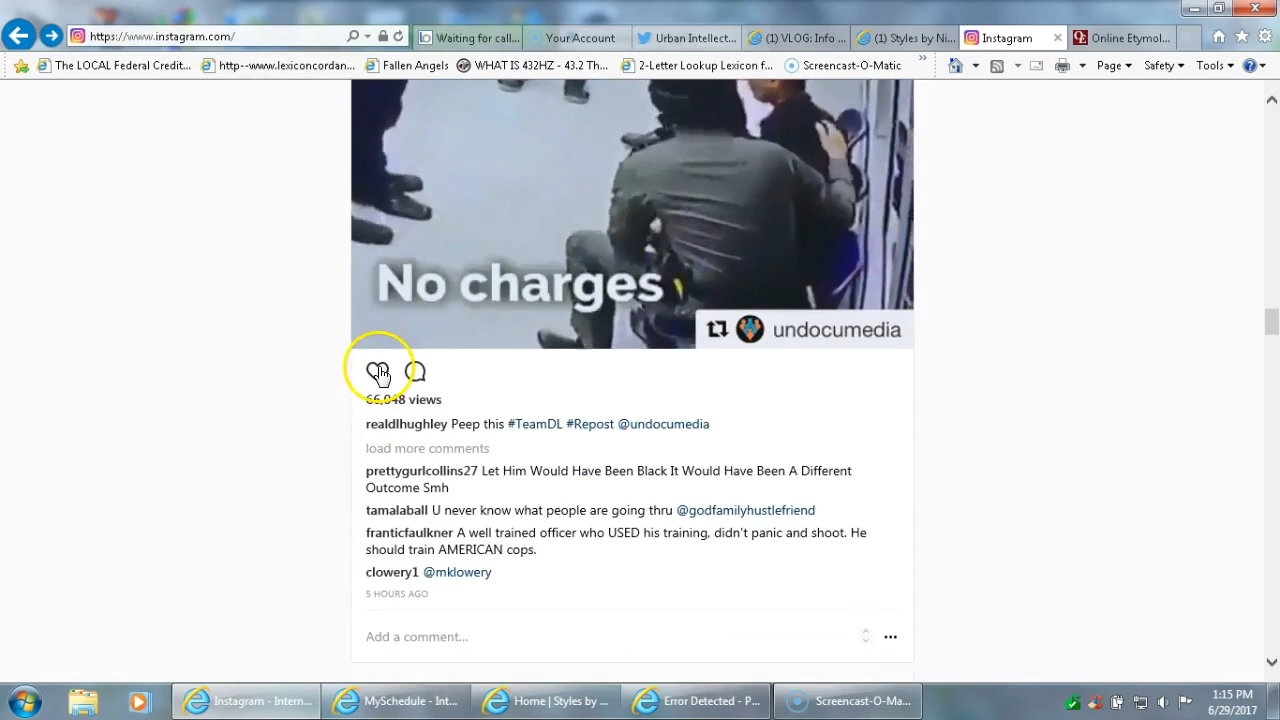 https://www.instagram.com/
Waiting for call...
Your Account
Urban Intellect...
(1) VLOG: Info ...
(1) Styles by Ni...
Instagram
Online Etymol...
The LOCAL Federal Credit...
http--www.lexiconcordan...
Fallen Angels
WHAT IS 432HZ - 43.2 Th...
2-Letter Lookup Lexicon f...
Screencast-O-Matic
Page
Safety
Tools
No charges
undocumedia
66,048 views
realdlhughley Peep this #TeamDL #Repost @undocumedia
load more comments
prettygurlcollins27 Let Him Would Have Been Black It Would Have Been A Different
Outcome Smh
tamalaball U never know what people are going thru @godfamilyhustlefriend
franticfaulkner A well trained officer who USED his training, didn't panic and shoot. He
should train AMERICAN cops.
clowery1 @mklowery
5 HOURS AGO
Add a comment...
Instagram - Intern...
MySchedule - Int...
Home | Styles by ...
Error Detected - P...
Screencast-O-Ma...
1:15 PM
6/29/2017